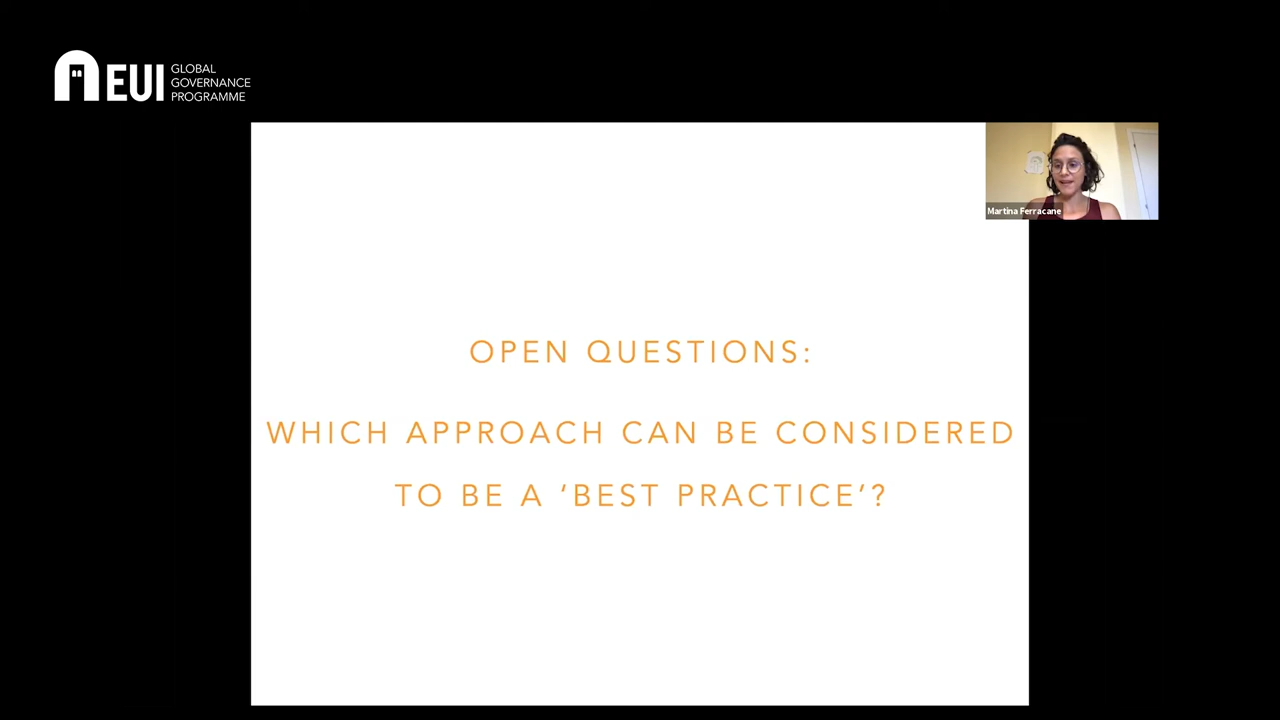 EUI
GLOBAL
GOVERNANCE
PROGRAMME
Martina Ferracane
OPEN QUESTIONS:
WHICH APPROACH CAN BE CONSIDERED
TO BE A ‘BEST PRACTICE‘?